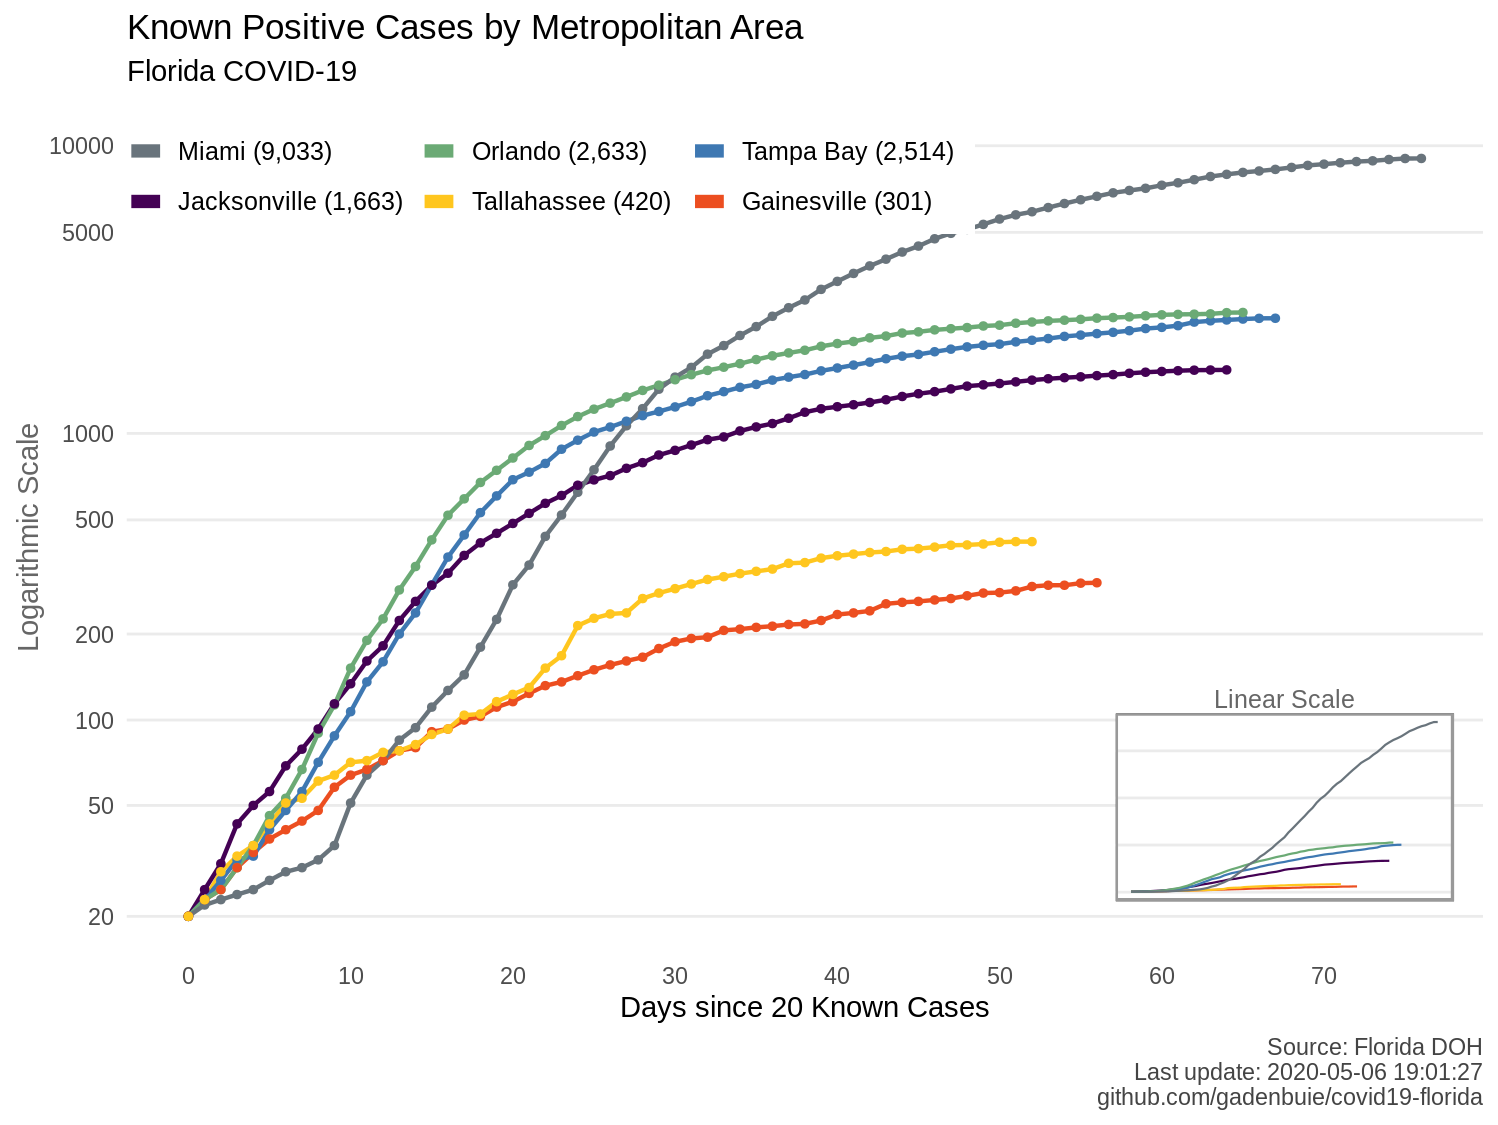 Known Positive Cases by Metropolitan Area
Florida COVID-19
Miami (9,033) Orlando (2,633) Tampa Bay (2,514)
Jacksonville (1,663) Tallahassee (420) Gainesville (301)
Logarithmic Scale
10000
5000
1000
500
200
100
50
20
Linear Scale
0 10 20 30 40 50 60 70
Days since 20 Known Cases
Source: Florida DOH
Last update: 2020-05-06 19:01:27
github.com/gadenbuie/covid19-florida